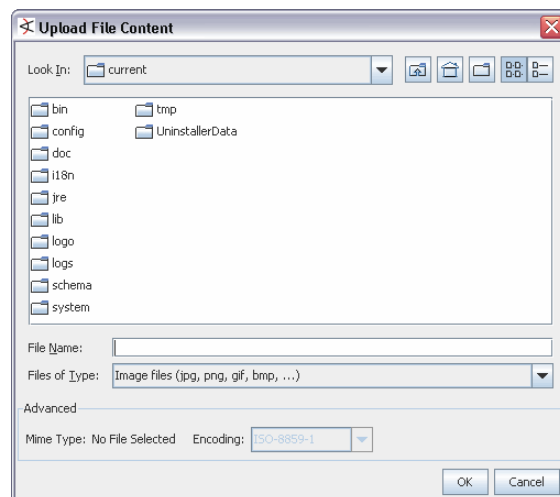 Upload File Content
Look In: current
bin tmp
config UninstallerData
doc
i18n
jre
lib
logo
logs
schema
system
File Name:
Files of Type: Image files (jpg, png, gif, bmp, ...)
Advanced
Mime Type: No File Selected Encoding: ISO-8859-1
OK Cancel